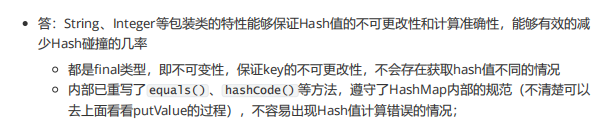 答：String、Integer等包装类的特性能够保证Hash值的不可更改性和计算准确性，能够有效的减
少Hash碰撞的几率
都是final类型，即不可变性，保证key的不可更改性，不会存在获取hash值不同的情况
内部已重写了equals()、hashCode()等方法，遵守了HashMap内部的规范（不清楚可以
去上面看看putValue的过程），不容易出现Hash值计算错误的情况；